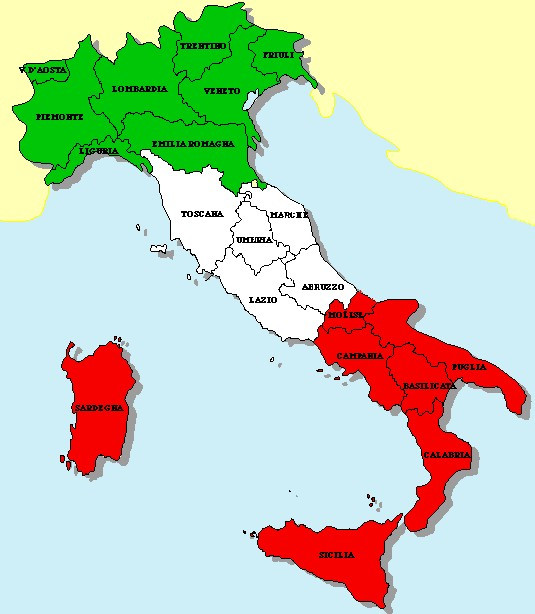 TRENTINO
FRIULI
V. D'AOSTA
LOMBARDIA
VENETO
PIEMONTE
EMILIA ROMAGNA
LIGURIA
TOSCANA
MARCHE
UMBRIA
ABRUZZO
LAZIO
MOLISE
CAMPANIA
PUGLIA
BASILICATA
SARDEGNA
CALABRIA
SICILIA